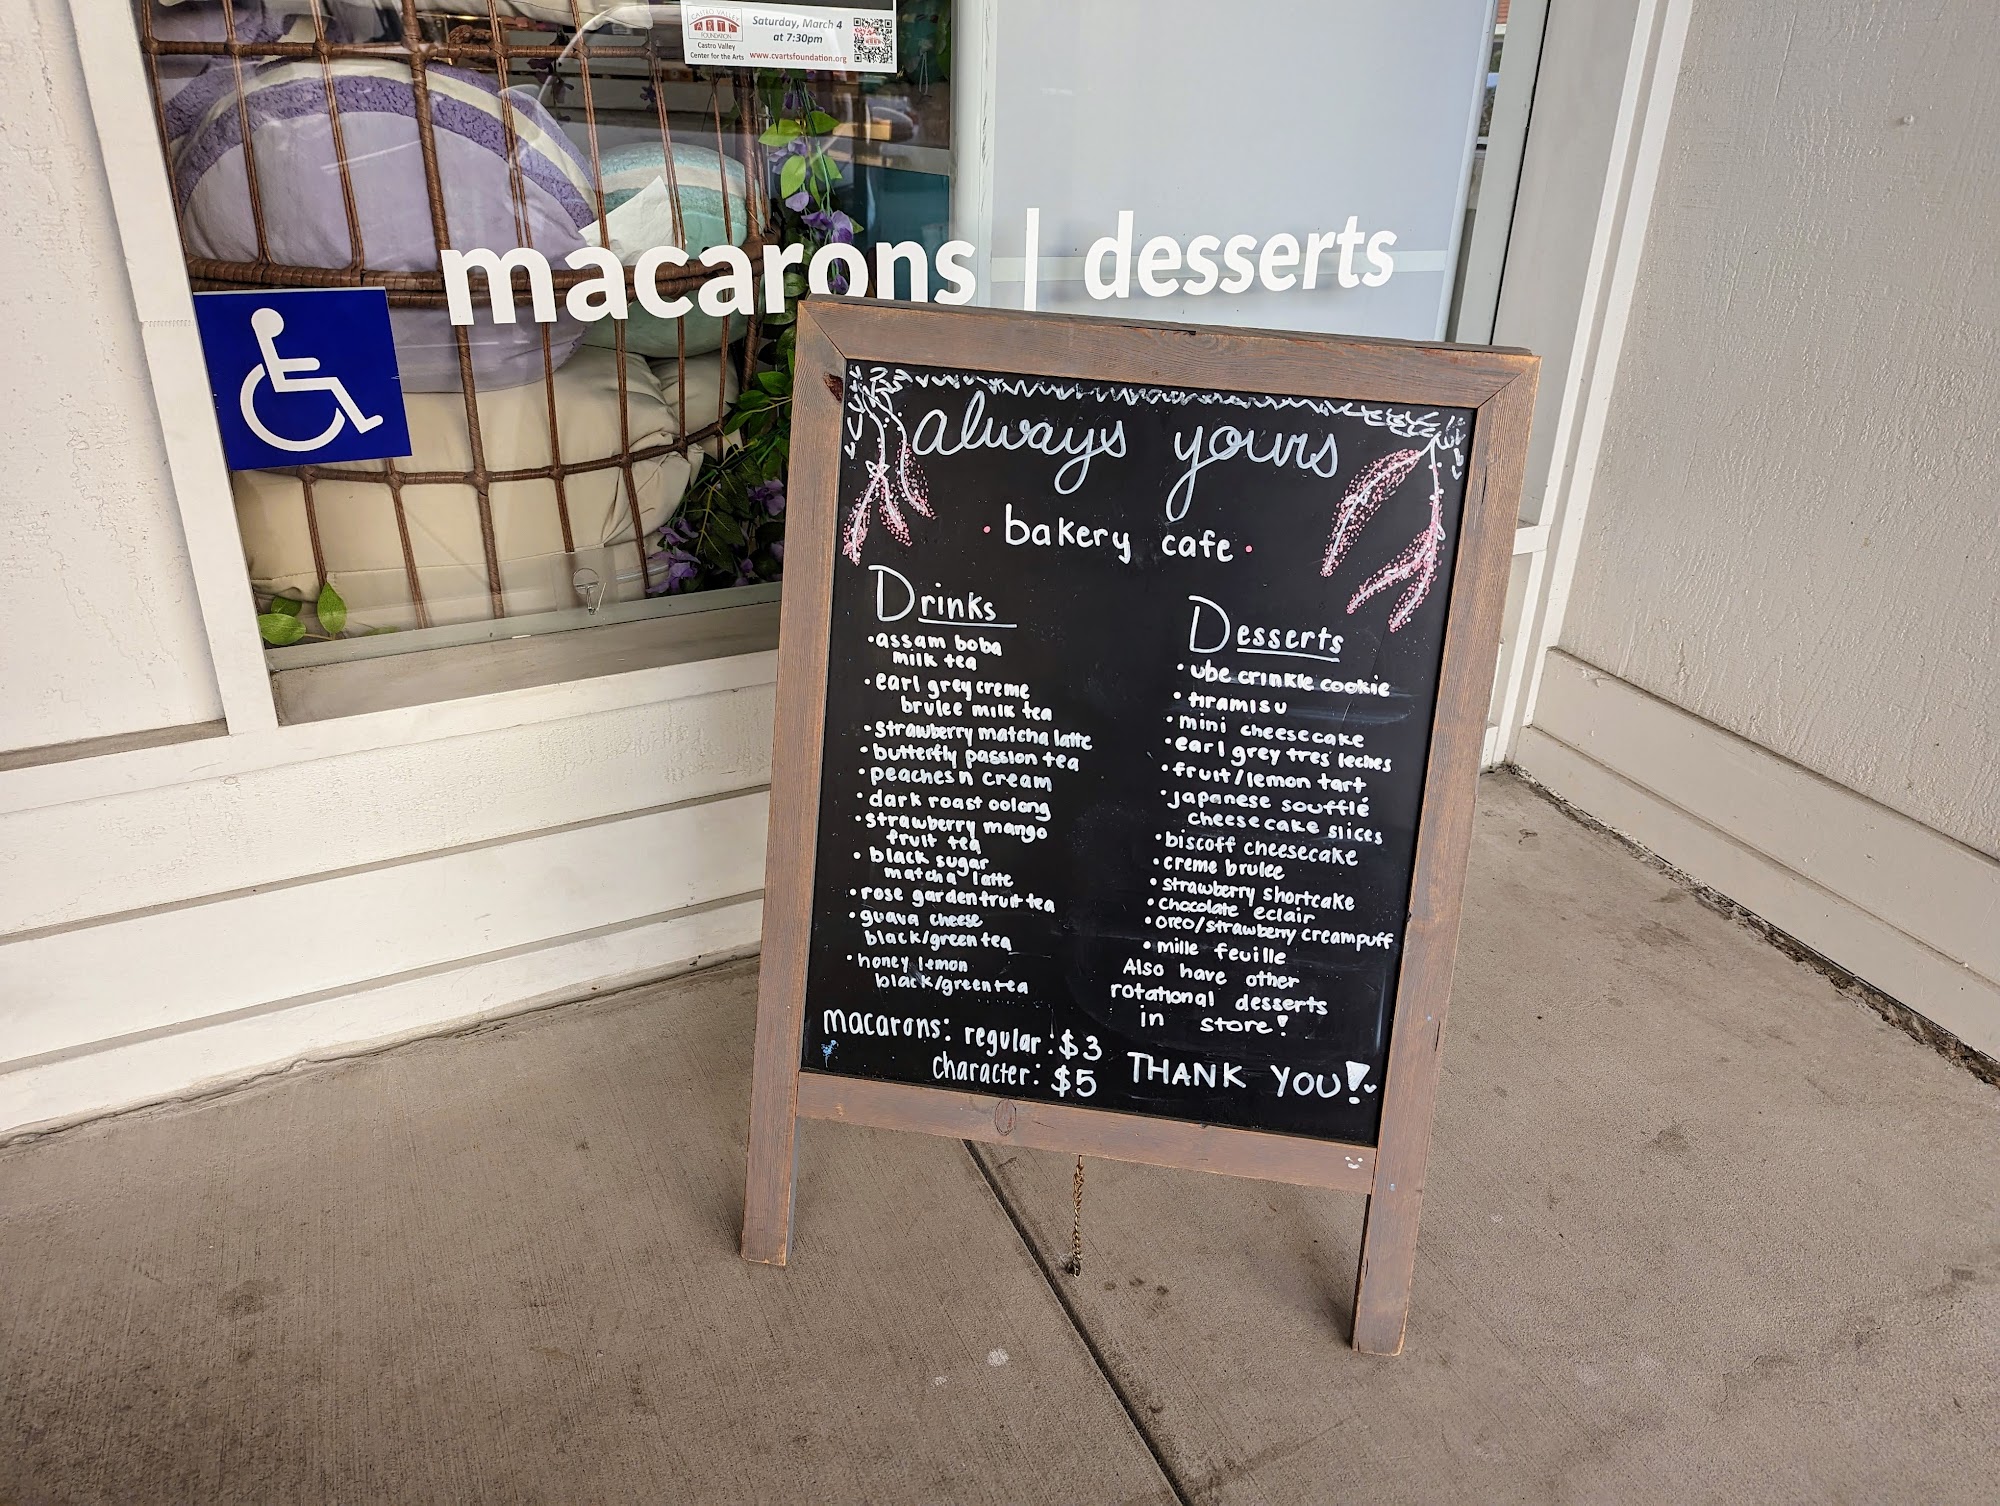 CASTRO VALLEY
ARTS
FOUNDATION
Castro Valley
Center for the Arts
Saturday, March 4
at 7:30pm
www.cvartsfoundation.org
macarons | desserts
always yours
• bakery cafe •
Drinks
• assam boba
milk tea
• earl grey creme
brulee milk tea
• strawberry matcha latte
• butterfly passion tea
• peaches n cream
• dark roast oolong
• strawberry mango
fruit tea
• black sugar
matcha latte
• rose garden fruit tea
• guava cheese
black/green tea
• honey lemon
black/green tea
macarons: regular: $3
character: $5
Desserts
• ube crinkle cookie
• tiramisu
• mini cheesecake
• earl grey tres leches
• fruit/lemon tart
• japanese soufflé
cheesecake slices
• biscoff cheesecake
• creme brulee
• strawberry shortcake
• chocolate eclair
• oreo/strawberry creampuff
• mille feuille
Also have other
rotational desserts
in store!
THANK YOU!